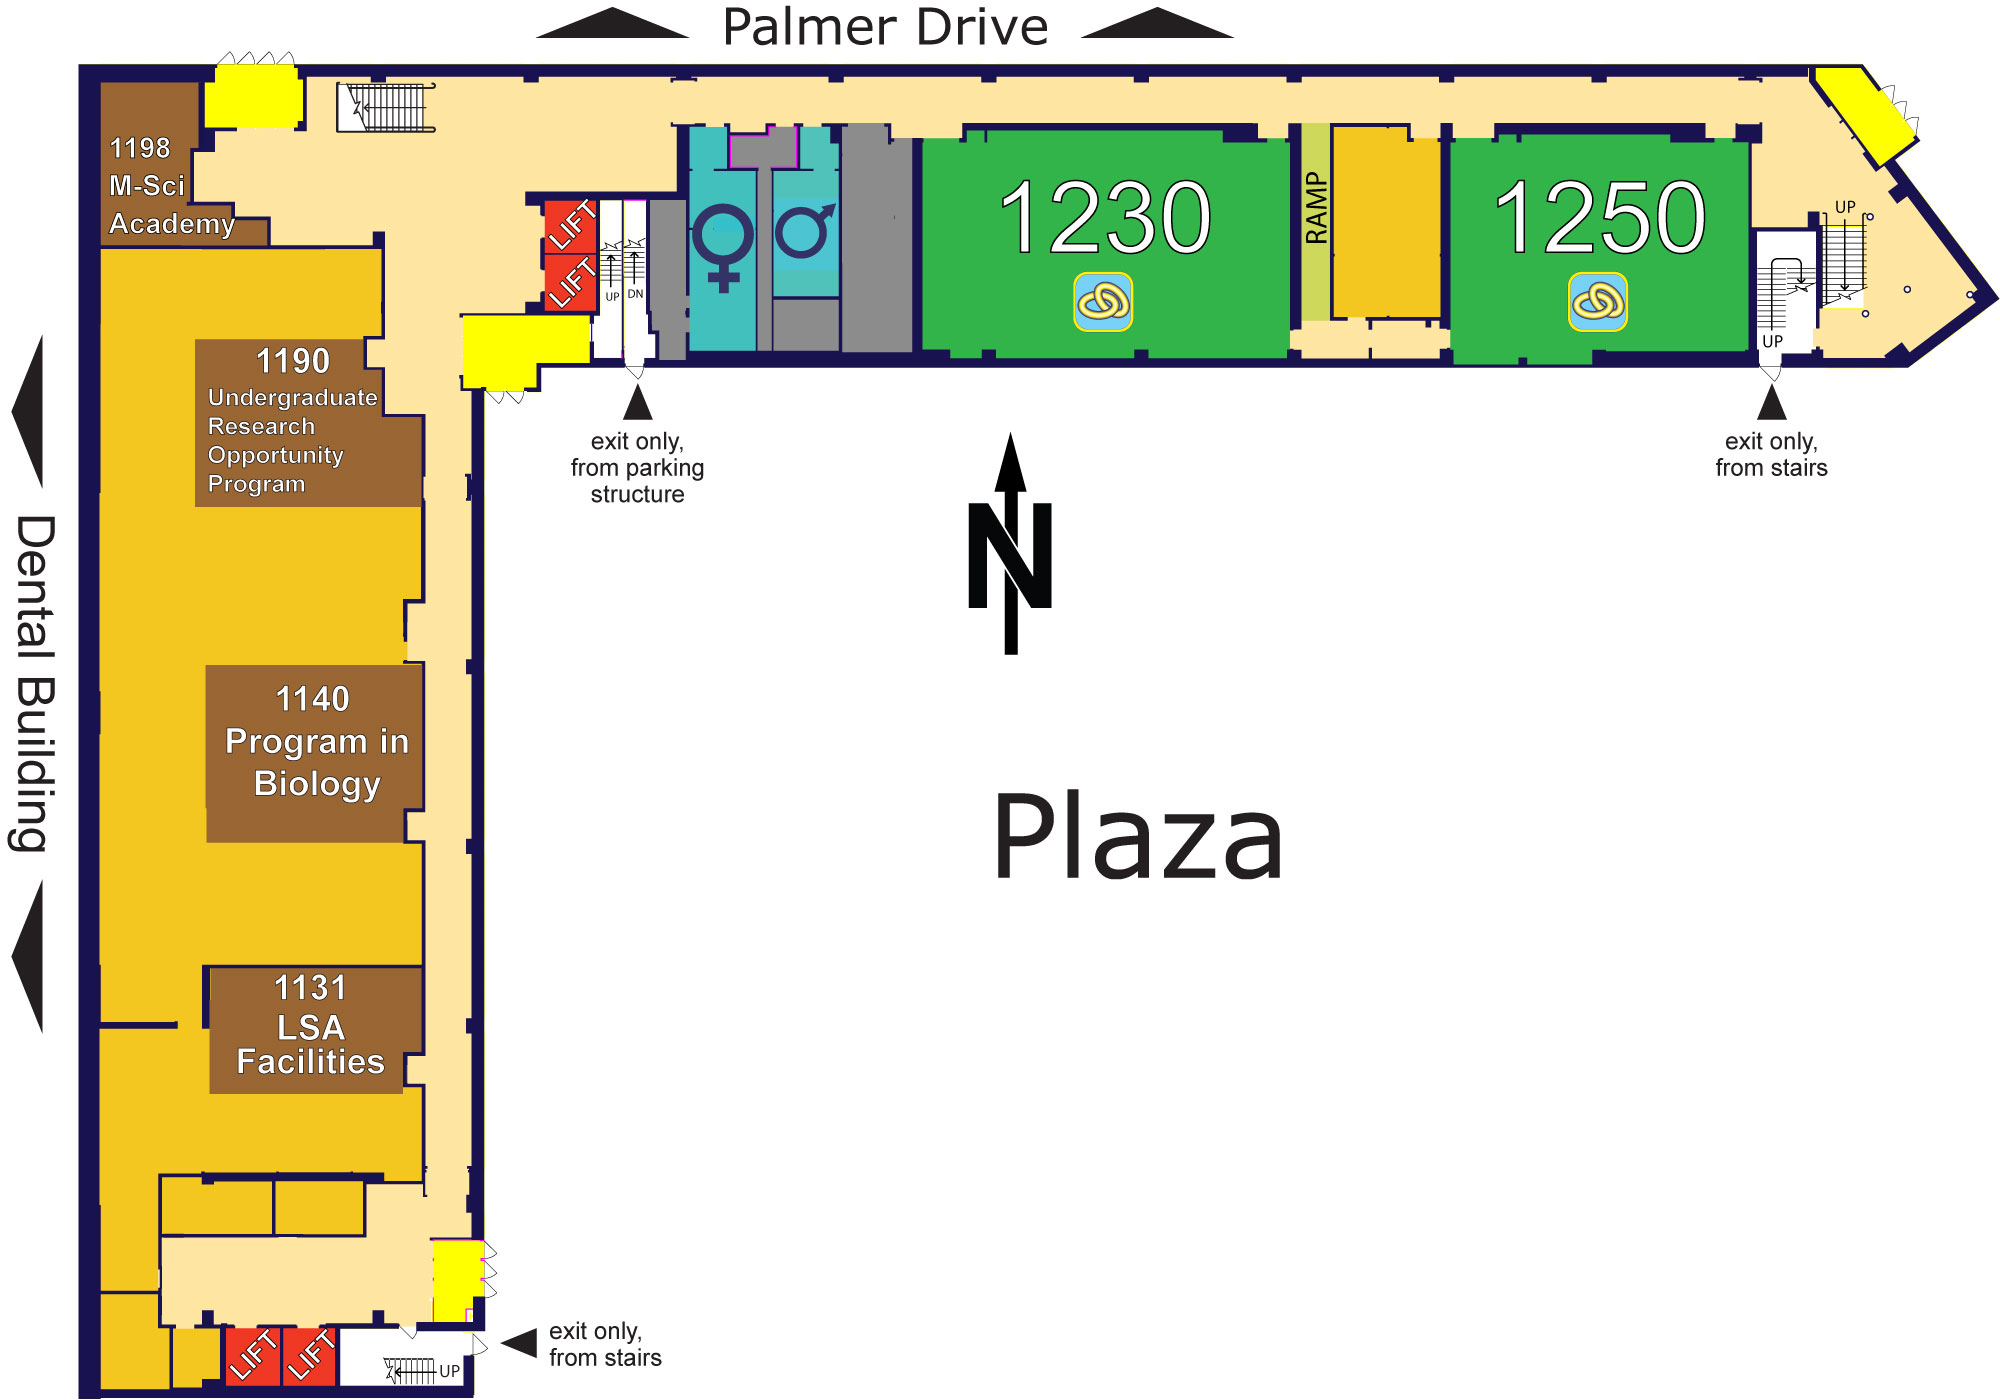 Palmer Drive
1198
M-Sci
Academy
LIFT
LIFT
UP
DN
1230
RAMP
1250
UP
UP
1190
Undergraduate
Research
Opportunity
Program
exit only,
from parking
structure
exit only,
from stairs
N
Dental Building
1140
Program in
Biology
Plaza
1131
LSA
Facilities
LIFT
LIFT
UP
exit only,
from stairs